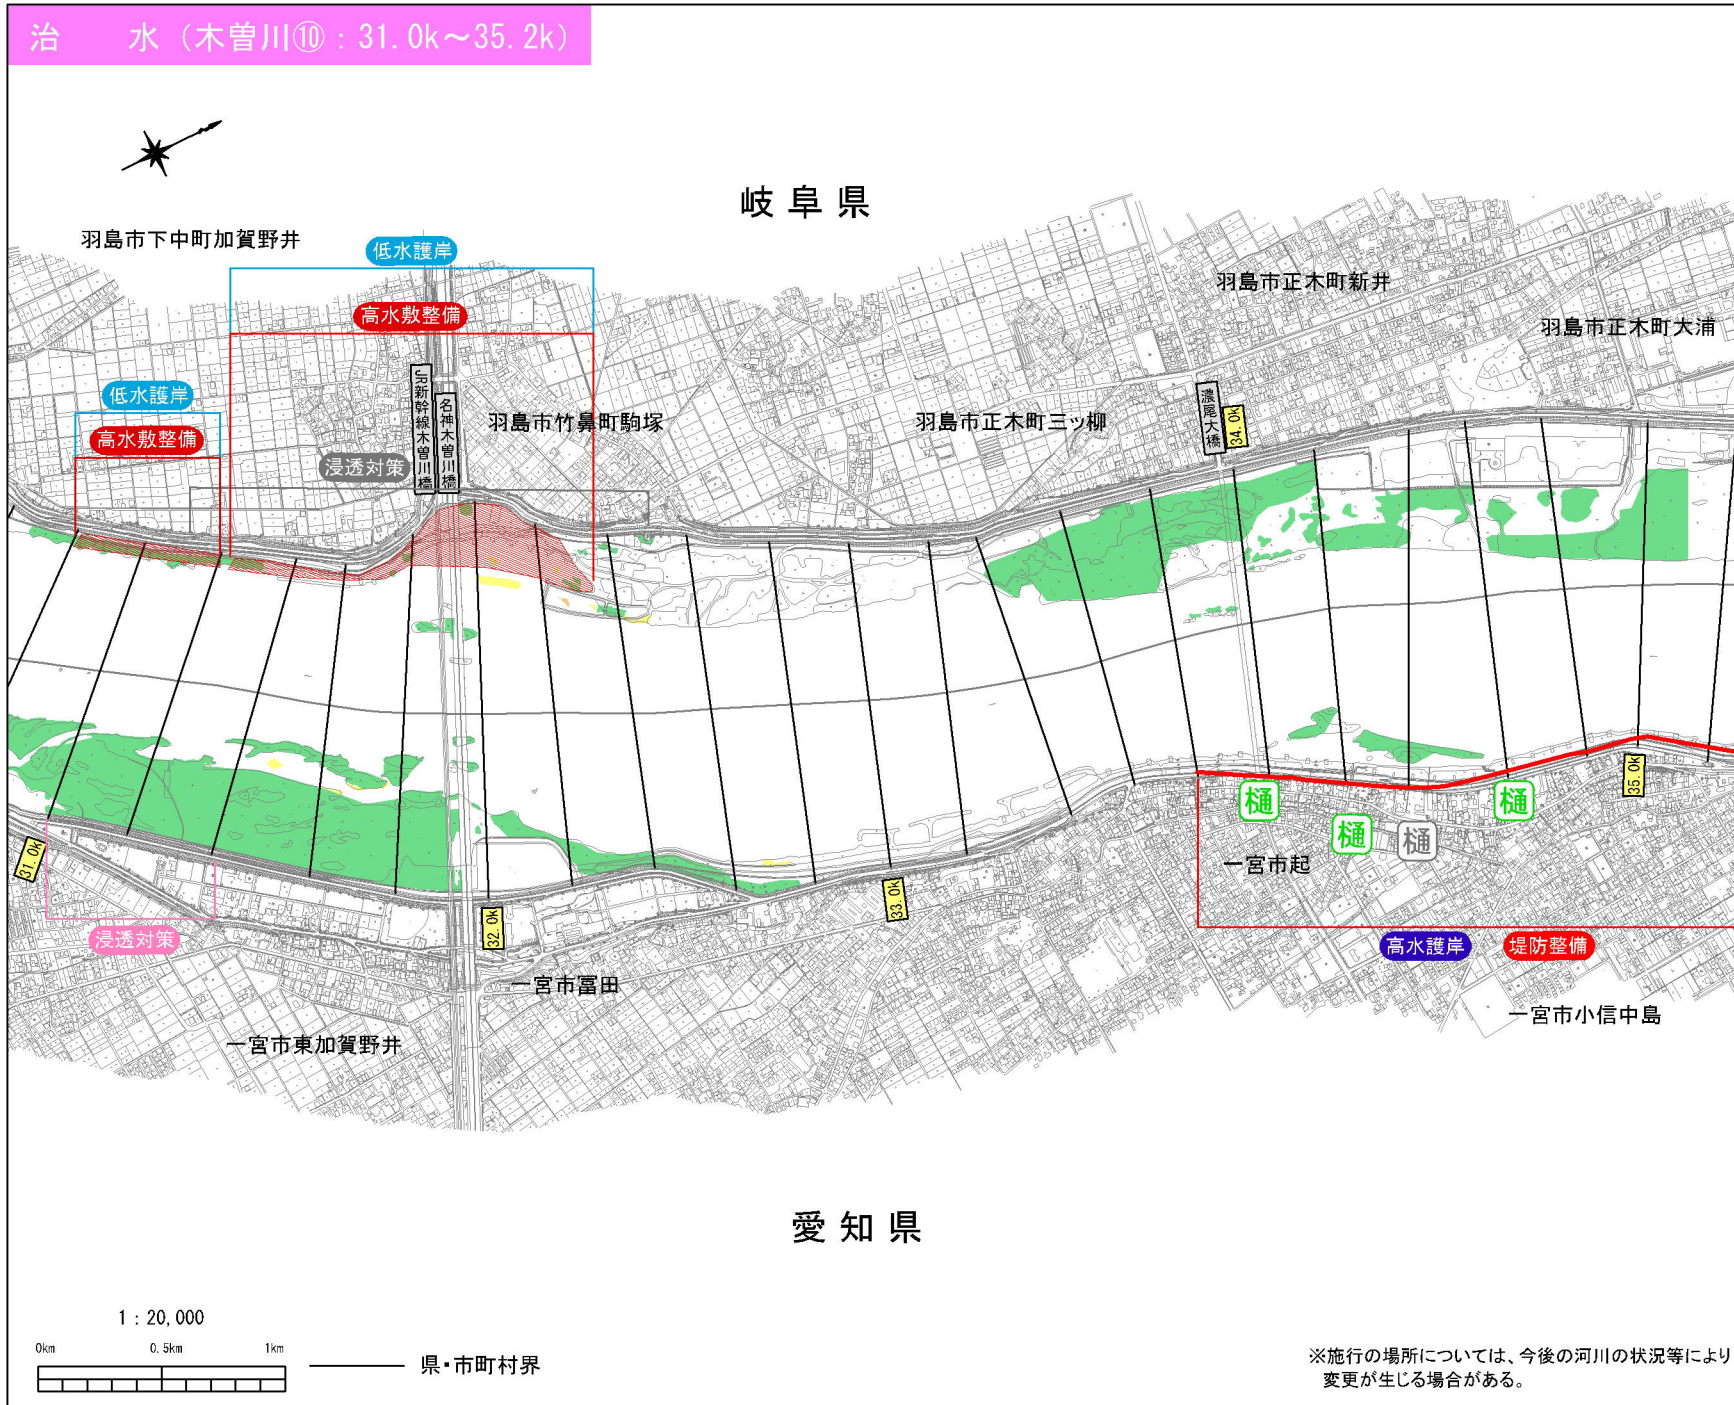 治 水（木曽川⑩：31.0k～35.2k）
岐阜県
羽島市下中町加賀野井
低水護岸
高水敷整備
羽島市正木町新井
羽島市正木町大浦
低水護岸
高水敷整備
JR新幹線木曽川橋
名神木曽川橋
羽島市竹鼻町駒塚
羽島市正木町三ッ柳
濃尾大橋
34.0k
浸透対策
35.0k
樋
樋
樋
樋
31.0k
一宮市起
33.0k
32.0k
浸透対策
高水護岸
堤防整備
一宮市冨田
一宮市小信中島
一宮市東加賀野井
愛知県
1：20,000
0km 0.5km 1km
県・市町村界
※施行の場所については、今後の河川の状況等により
変更が生じる場合がある。